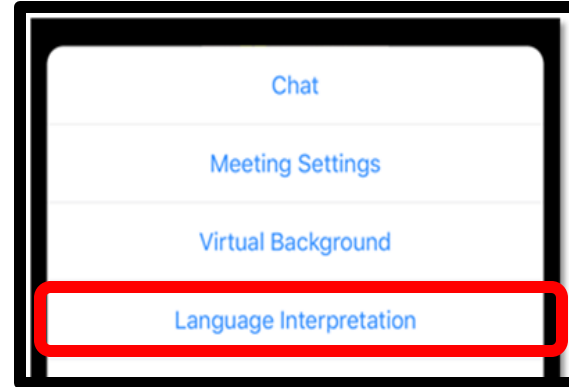 Chat
Meeting Settings
Virtual Background
Language Interpretation